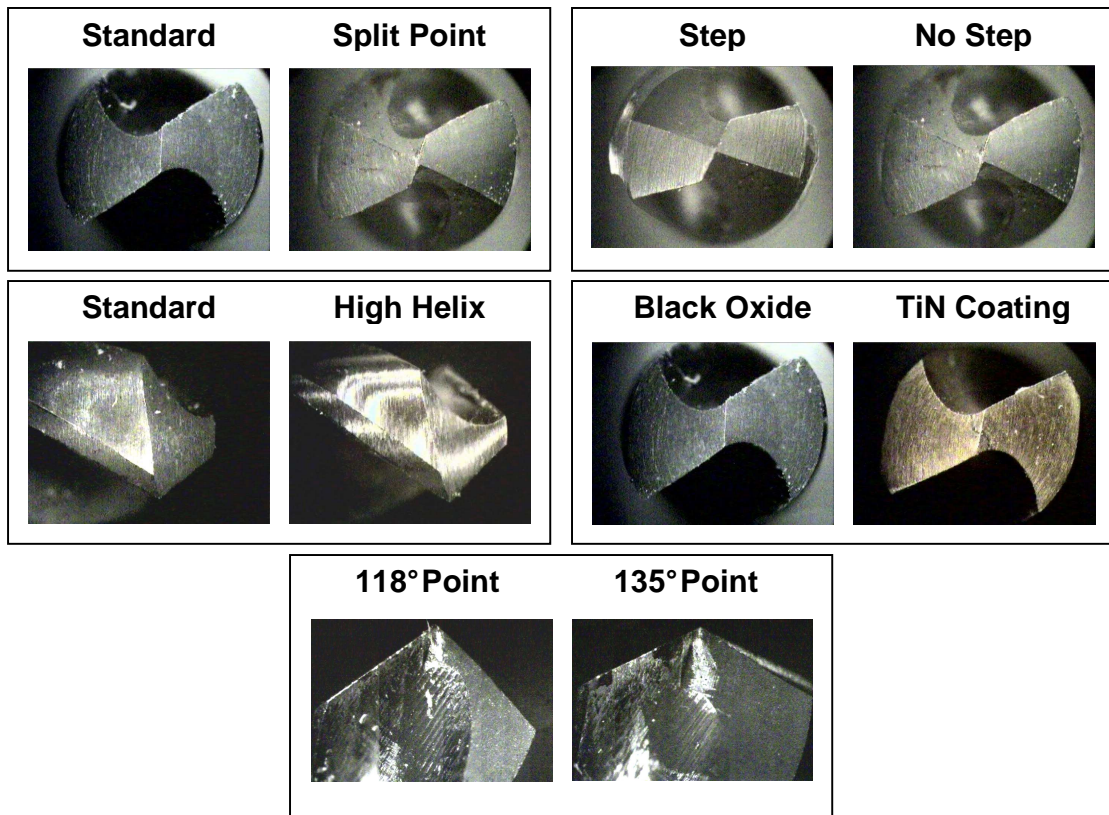 Standard
Split Point
Step
No Step
Standard
High Helix
Black Oxide
TiN Coating
118° Point
135° Point